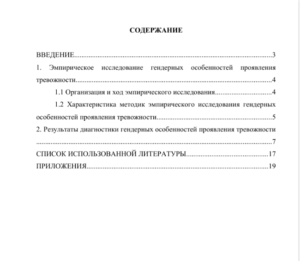 СОДЕРЖАНИЕ
ВВЕДЕНИЕ...............................................................................................3
1. Эмпирическое исследование гендерных особенностей проявления
тревожности...............................................................................................4
1.1 Организация и ход эмпирического исследования........................4
1.2 Характеристика методик эмпирического исследования гендерных
особенностей проявления тревожности....................................................5
2. Результаты диагностики гендерных особенностей проявления тревожности
...............................................................................................7
СПИСОК ИСПОЛЬЗОВАННОЙ ЛИТЕРАТУРЫ.......................................17
ПРИЛОЖЕНИЯ.........................................................................................19